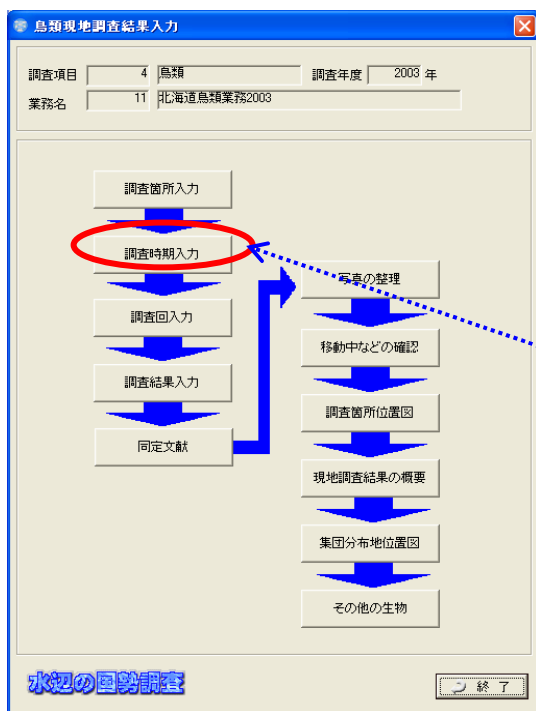 鳥類現地調査結果入力
調査項目 4 鳥類 調査年度 2003 年
業務名 11 北海道鳥類業務2003
調査箇所入力
調査時期入力
調査回入力
調査結果入力
同定文献
写真の整理
移動中などの確認
調査箇所位置図
現地調査結果の概要
集団分布地位置図
その他の生物
水辺の国勢調査
終 了